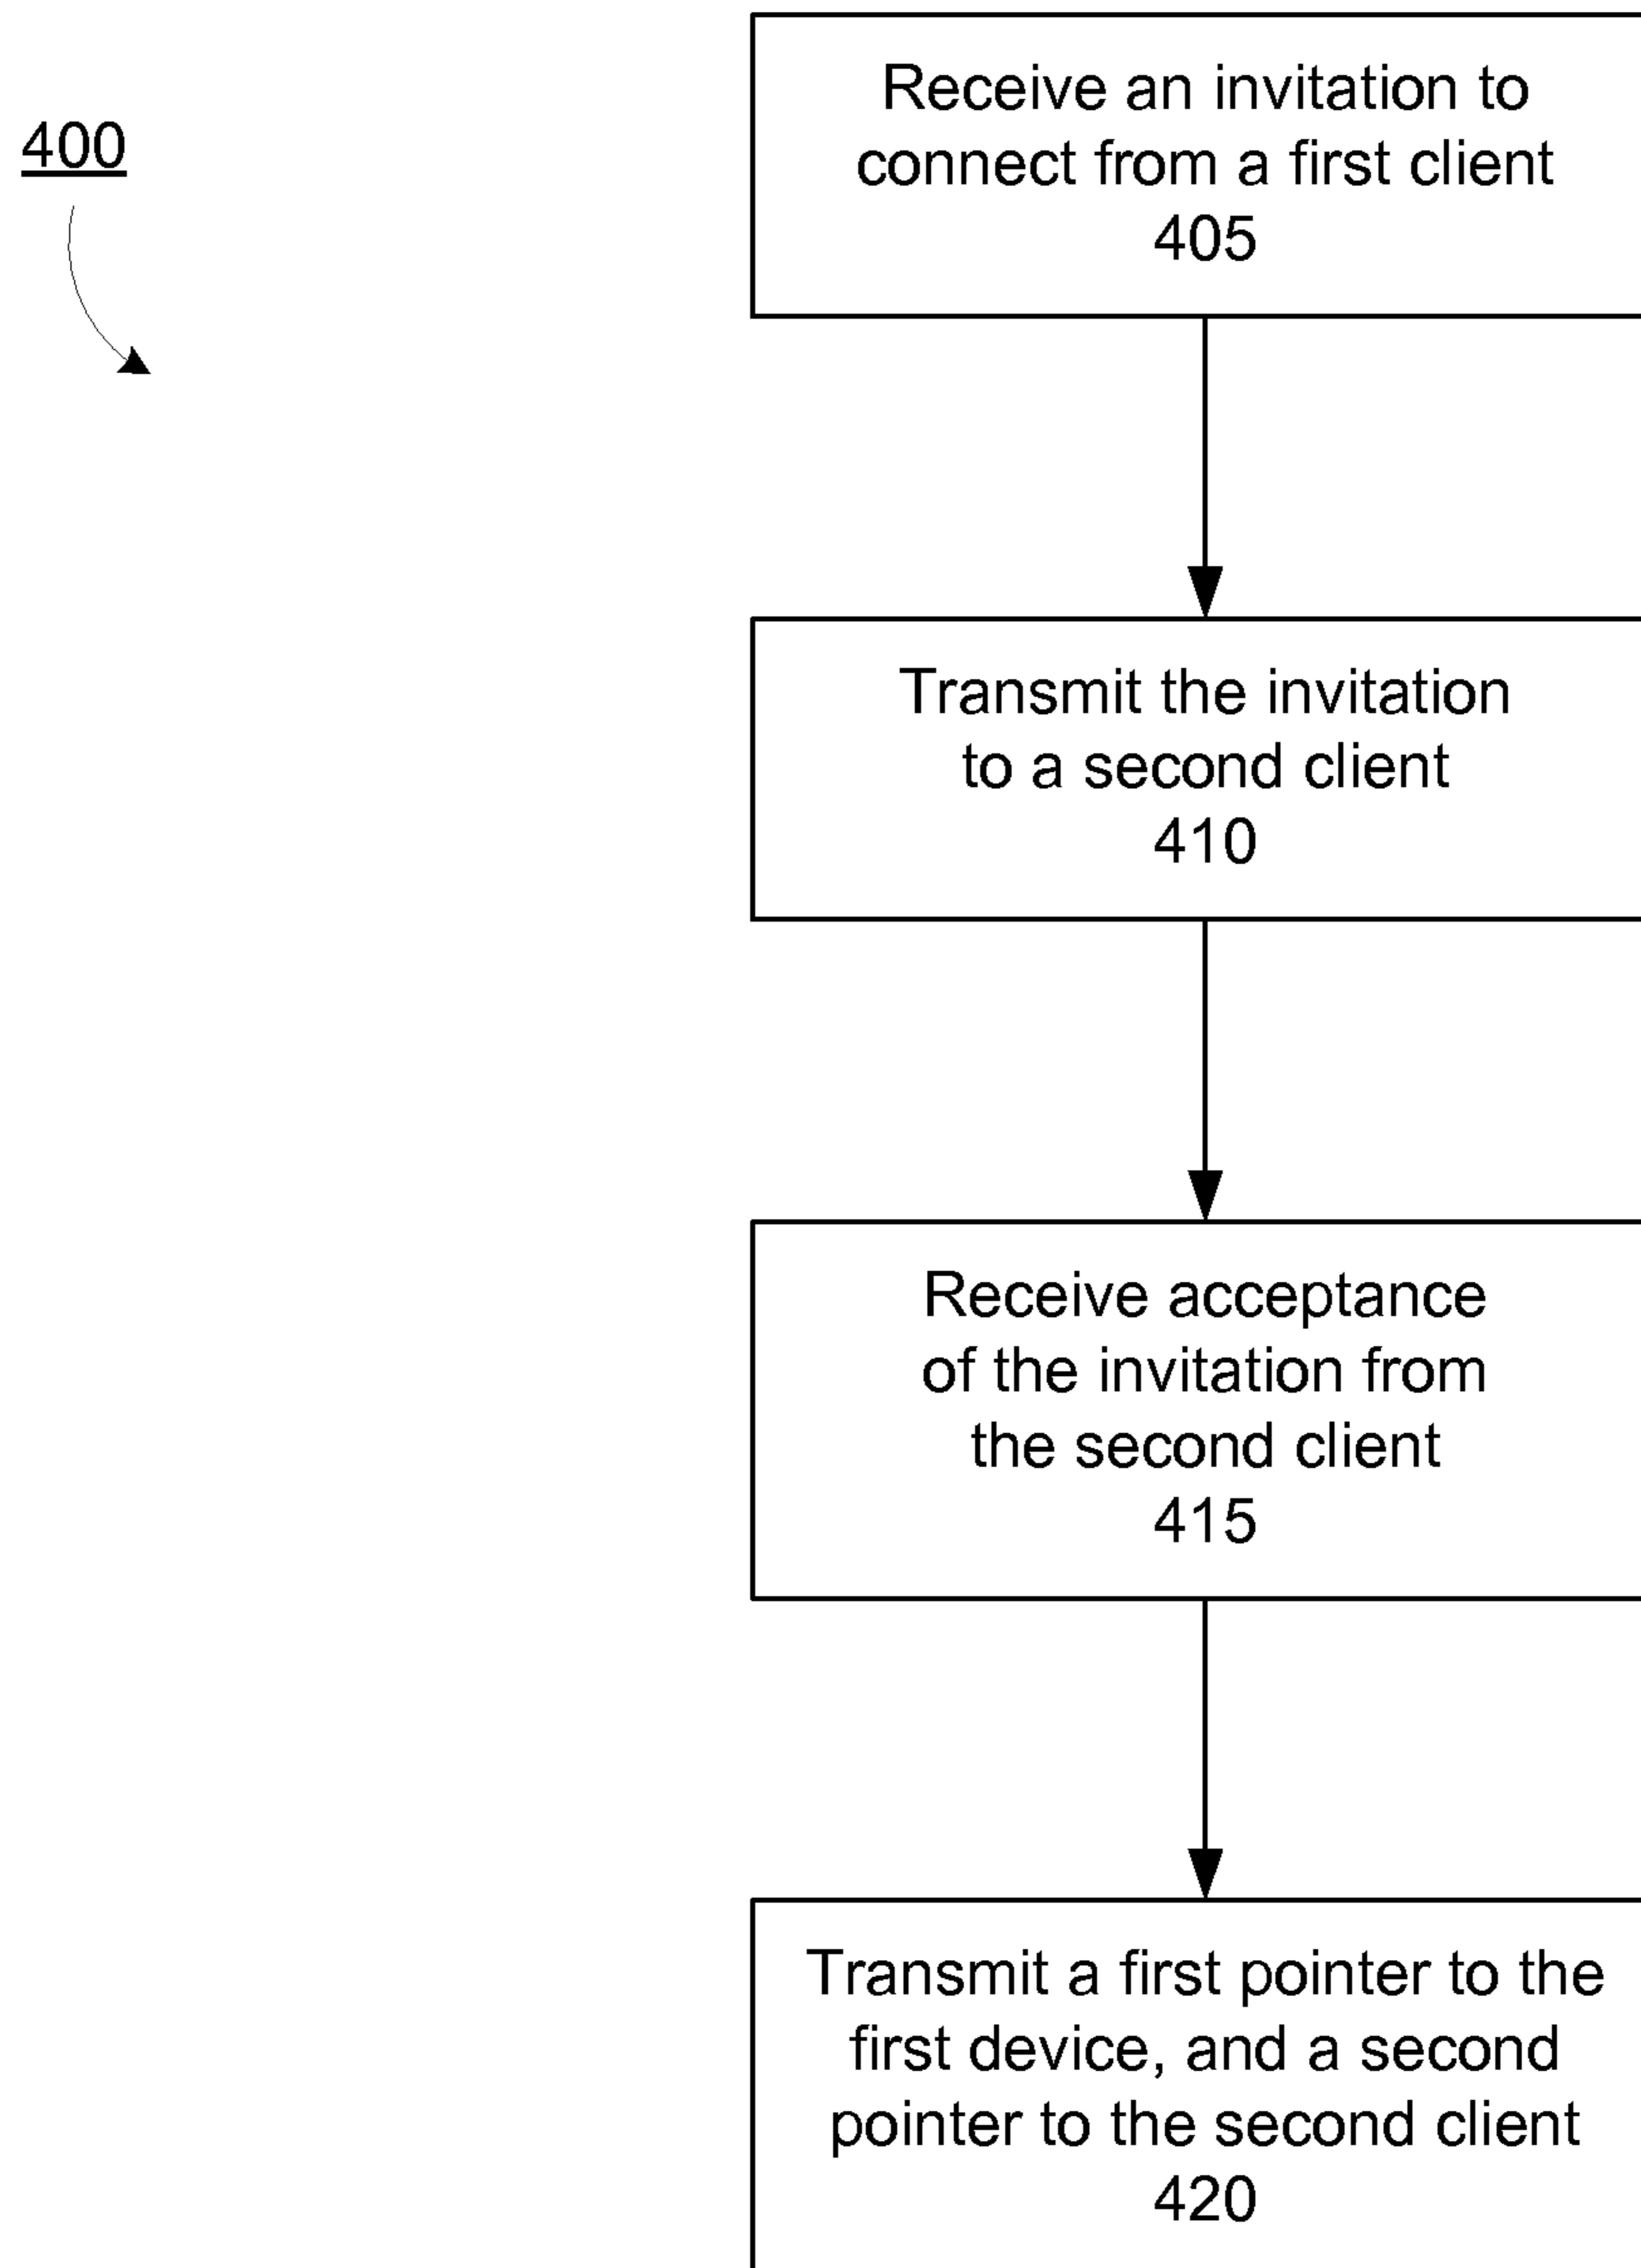 400
Receive an invitation to
connect from a first client
405
Transmit the invitation
to a second client
410
Receive acceptance
of the invitation from
the second client
415
Transmit a first pointer to the
first device, and a second
pointer to the second client
420